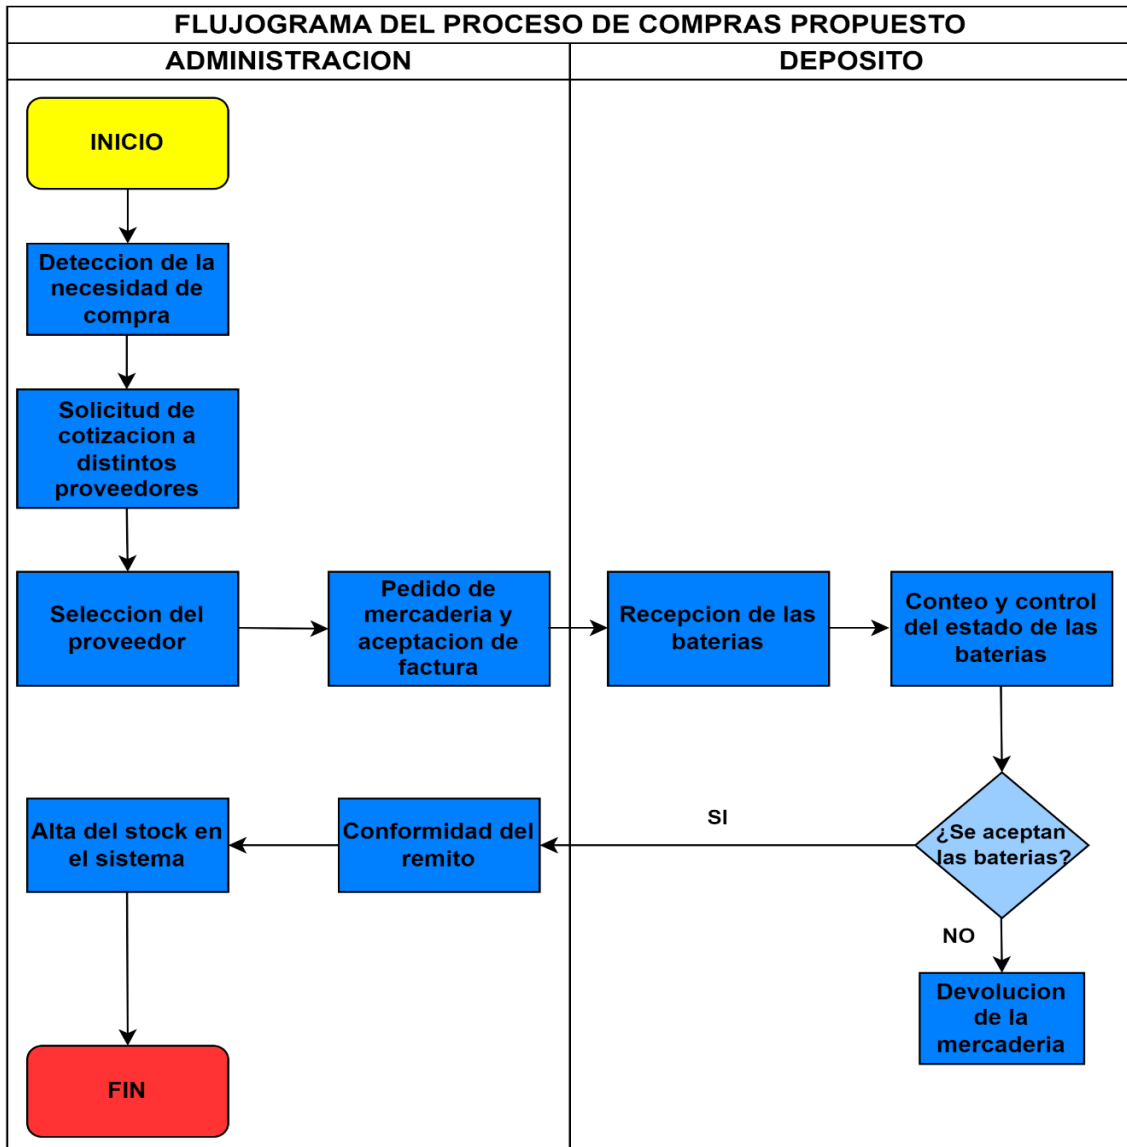 FLUJOGRAMA DEL PROCESO DE COMPRAS PROPUESTO
ADMINISTRACION
DEPOSITO
INICIO
Deteccion de la
necesidad de
compra
Solicitud de
cotizacion a
distintos
proveedores
Seleccion del
proveedor
Pedido de
mercaderia y
aceptacion de
factura
Recepcion de las
baterias
Conteo y control
del estado de las
baterias
¿Se aceptan
las baterias?
SI
Conformidad del
remito
Alta del stock en
el sistema
NO
Devolucion
de la
mercaderia
FIN